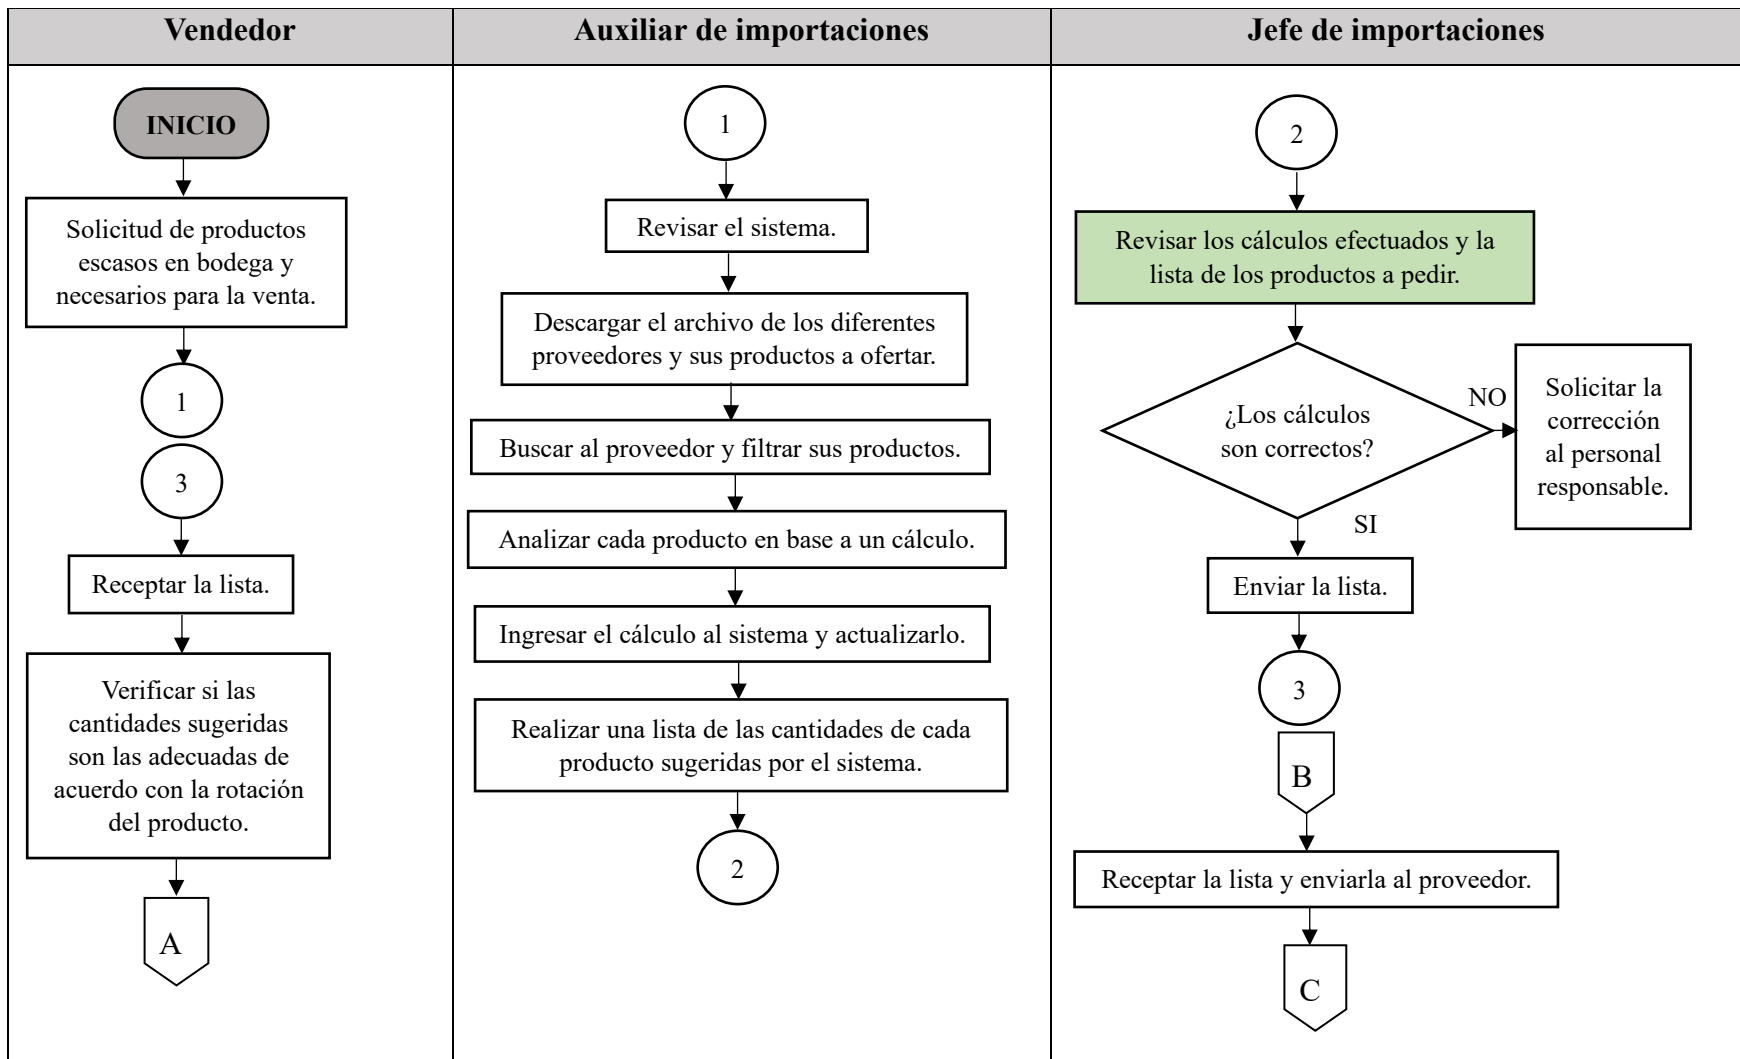 Vendedor
Auxiliar de importaciones
Jefe de importaciones
INICIO
Solicitud de productos
escasos en bodega y
necesarios para la venta.
1
3
Receptar la lista.
Verificar si las
cantidades sugeridas
son las adecuadas de
acuerdo con la rotación
del producto.
A
1
Revisar el sistema.
Descargar el archivo de los diferentes
proveedores y sus productos a ofertar.
Buscar al proveedor y filtrar sus productos.
Analizar cada producto en base a un cálculo.
Ingresar el cálculo al sistema y actualizarlo.
Realizar una lista de las cantidades de cada
producto sugeridas por el sistema.
2
2
Revisar los cálculos efectuados y la
lista de los productos a pedir.
¿Los cálculos
son correctos?
NO
Solicitar la
corrección
al personal
responsable.
SI
Enviar la lista.
3
B
Receptar la lista y enviarla al proveedor.
C